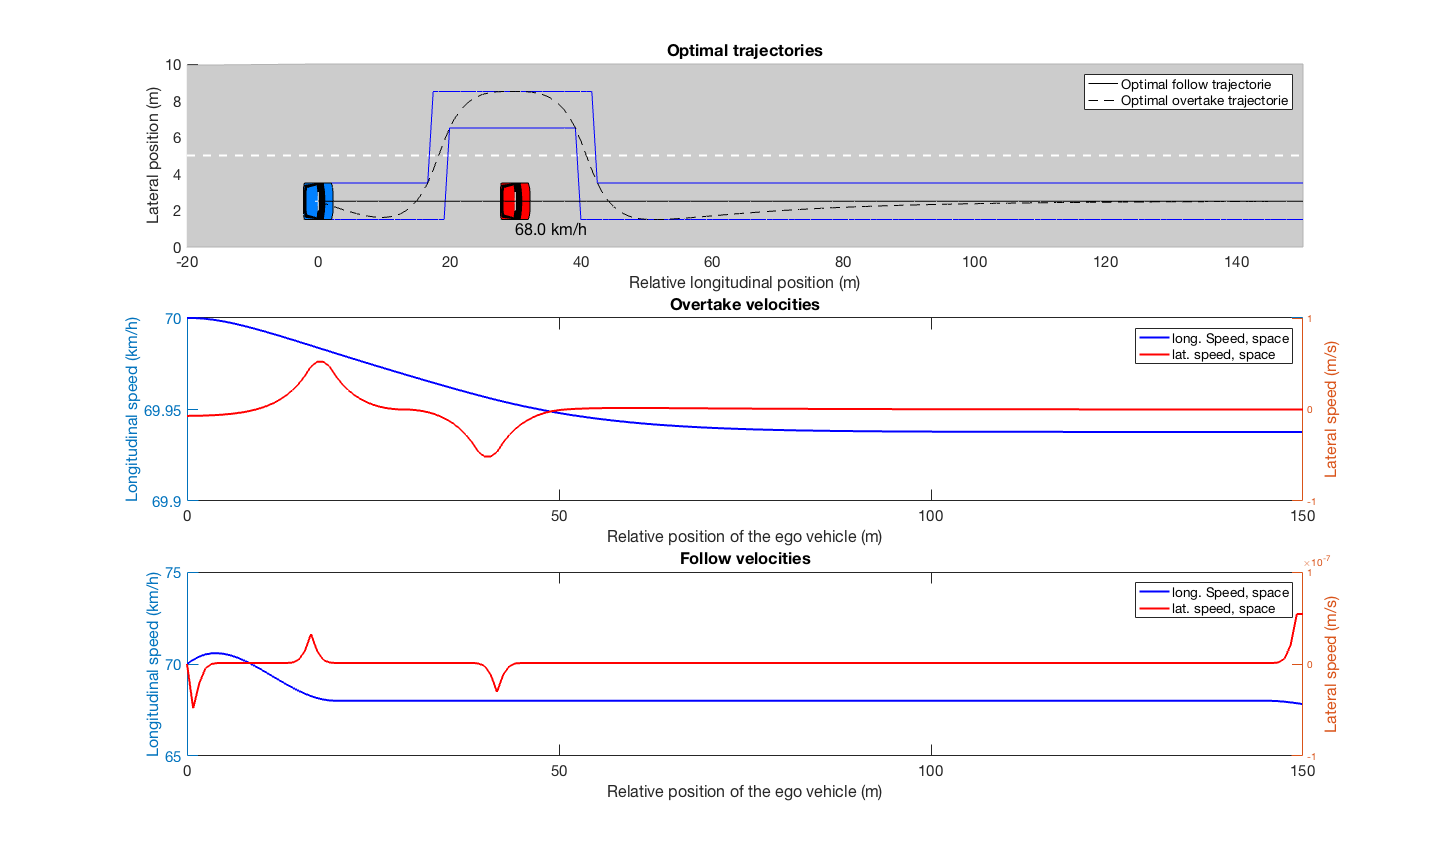 Optimal trajectories
Lateral position (m)
10
8
6
4
2
0
Optimal follow trajectorie
Optimal overtake trajectorie
68.0 km/h
-20 0 20 40 60 80 100 120 140
Relative longitudinal position (m)
Overtake velocities
Longitudinal speed (km/h)
70
69.95
69.9
long. Speed, space
lat. speed, space
1
0
-1
Lateral speed (m/s)
0 50 100 150
Relative position of the ego vehicle (m)
Follow velocities
Longitudinal speed (km/h)
75
70
65
long. Speed, space
lat. speed, space
×10-7
1
0
-1
Lateral speed (m/s)
0 50 100 150
Relative position of the ego vehicle (m)